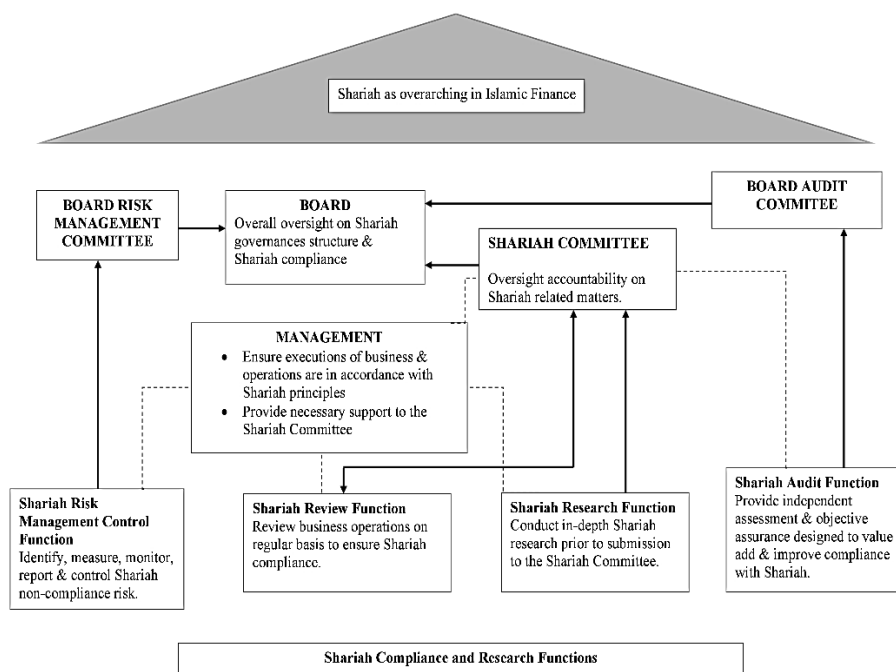 Shariah as overarching in Islamic Finance
BOARD RISK
MANAGEMENT
COMMITTEE
BOARD
Overall oversight on Shariah
governances structure &
Shariah compliance
BOARD AUDIT
COMMITEE
SHARIAH COMMITTEE
Oversight accountability on
Shariah related matters.
MANAGEMENT
• Ensure executions of business &
operations are in accordance with
Shariah principles
• Provide necessary support to the
Shariah Committee
Shariah Risk
Management Control
Function
Identify, measure, monitor,
report & control Shariah
non-compliance risk.
Shariah Review Function
Review business operations on
regular basis to ensure Shariah
compliance.
Shariah Research Function
Conduct in-depth Shariah
research prior to submission
to the Shariah Committee.
Shariah Audit Function
Provide independent
assessment & objective
assurance designed to value
add & improve compliance
with Shariah.
Shariah Compliance and Research Functions